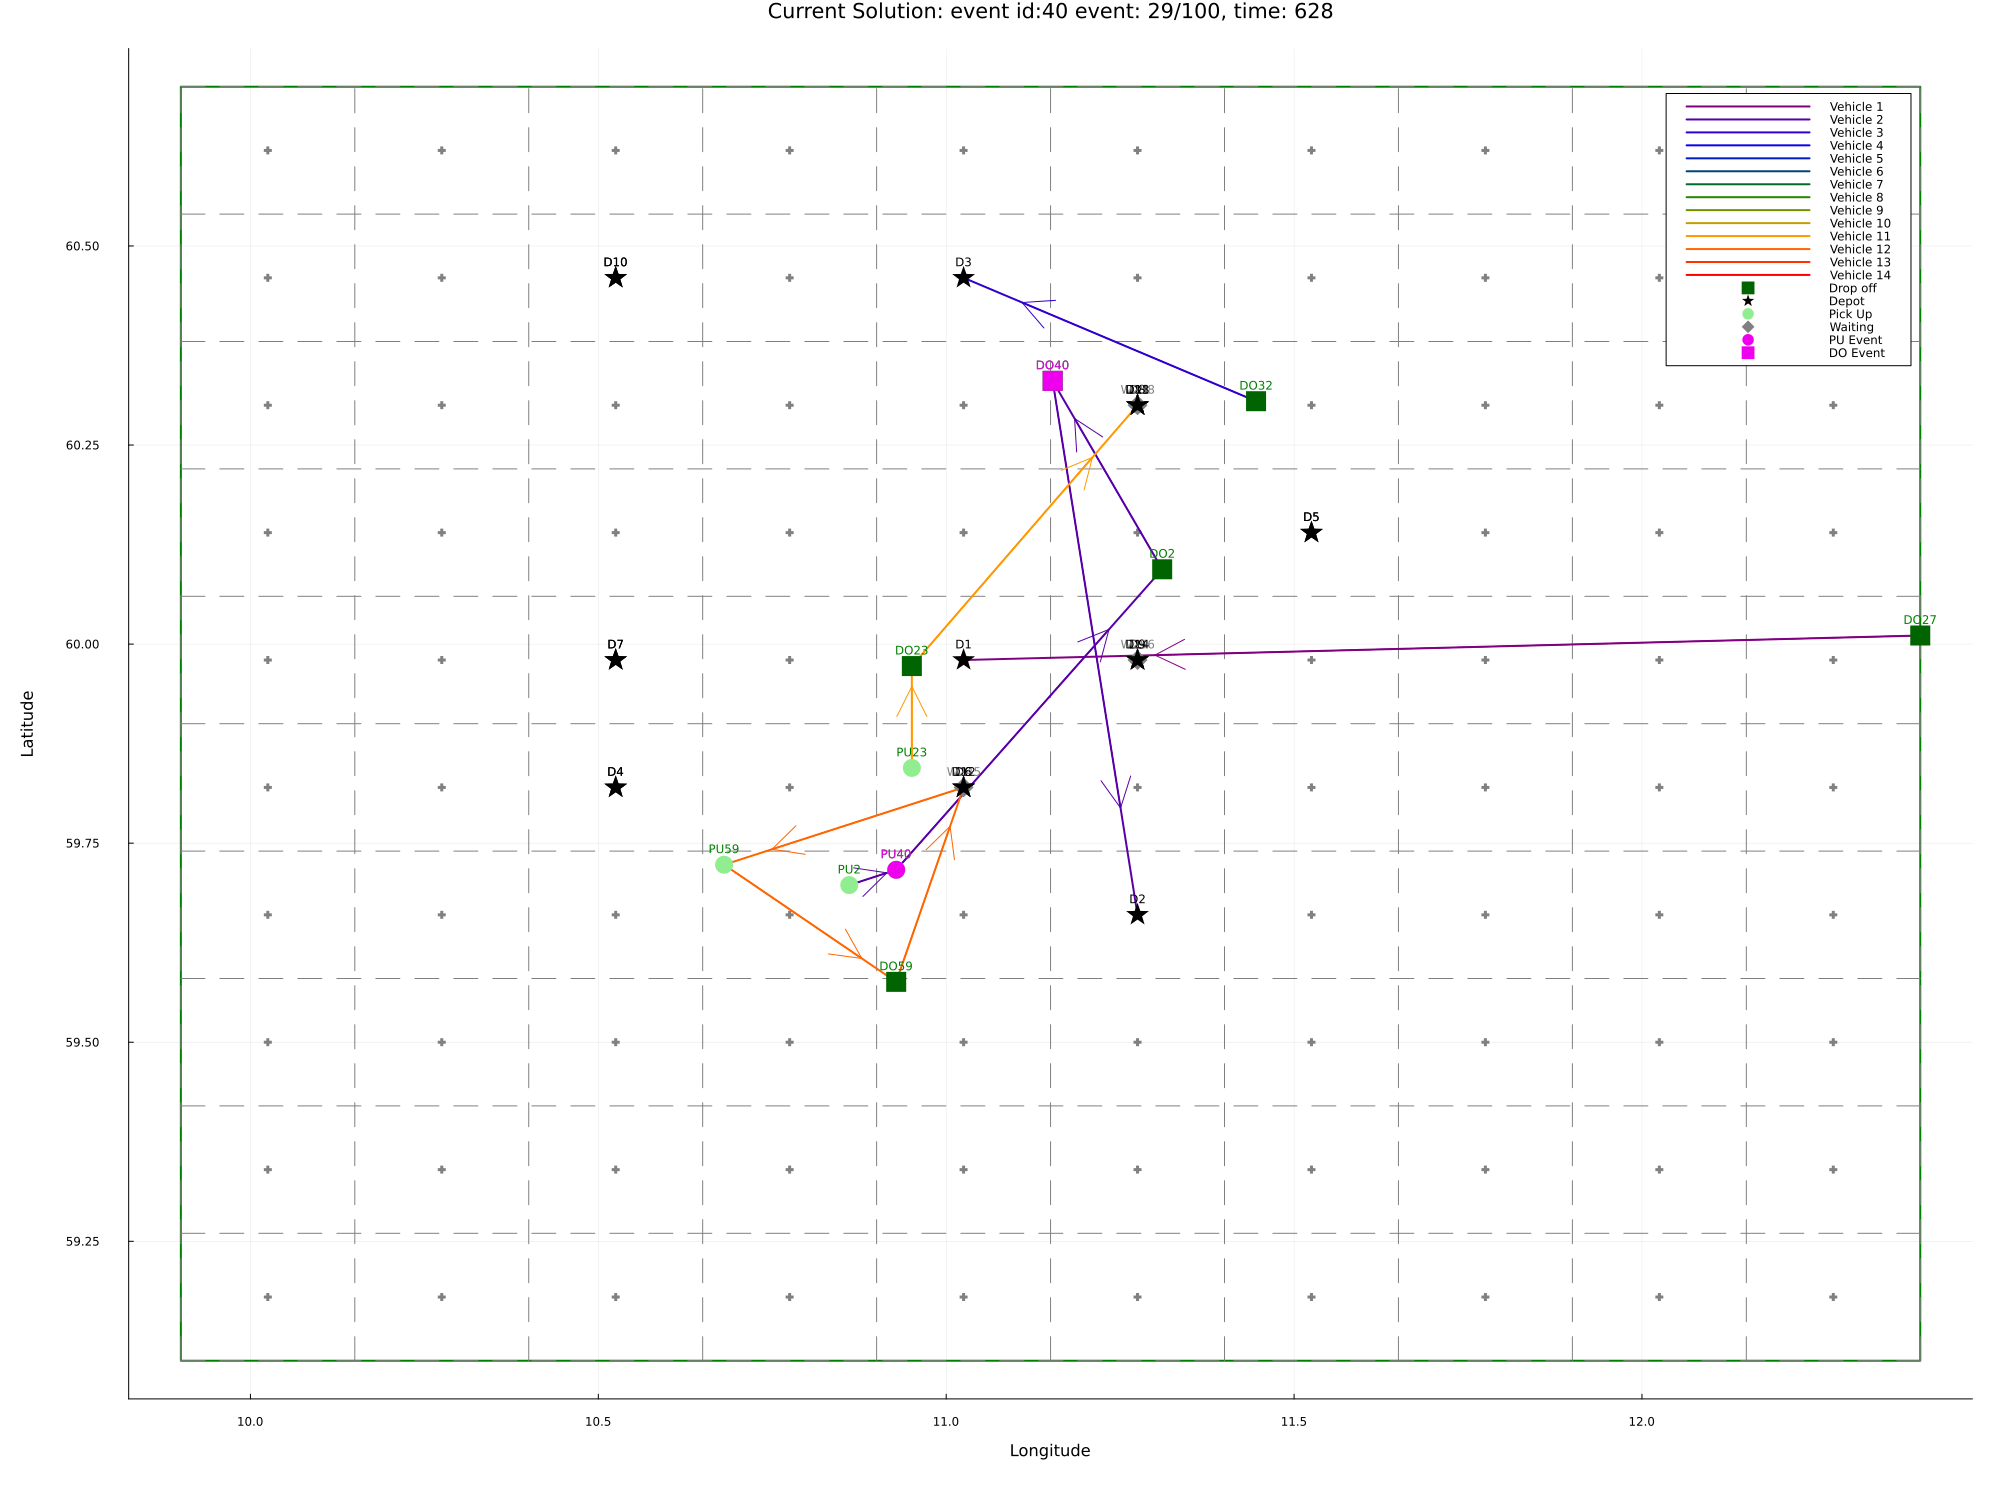 Current Solution: event id:40 event: 29/100, time: 628
Vehicle 1
Vehicle 2
Vehicle 3
Vehicle 4
Vehicle 5
Vehicle 6
Vehicle 7
Vehicle 8
Vehicle 9
Vehicle 10
Vehicle 11
Vehicle 12
Vehicle 13
Vehicle 14
Drop off
Depot
Pick Up
Waiting
PU Event
DO Event
60.50
60.25
60.00
59.75
59.50
59.25
Latitude
D10
D3
DO40
DO32
D5
DO2
DO27
D7
DO23
D1
PU23
D4
PU59
PU2
PU40
D2
DO59
10.0
10.5
11.0
11.5
12.0
Longitude